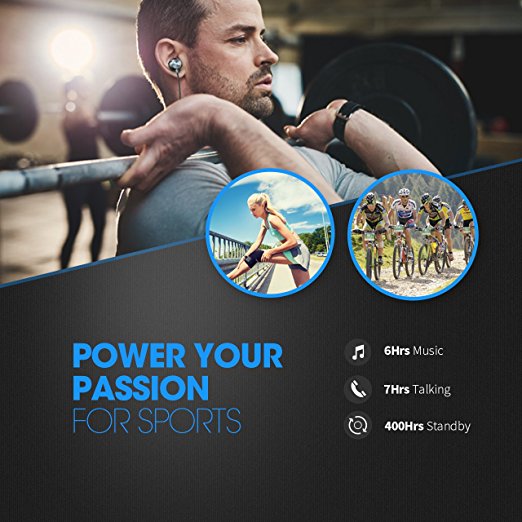 POWER YOUR
PASSION
FOR SPORTS
6Hrs Music
7Hrs Talking
400Hrs Standby